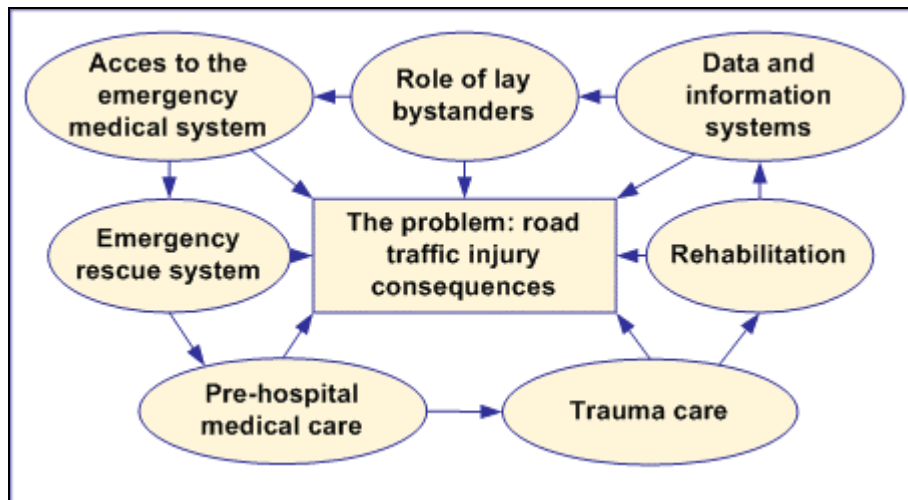 Acces to the
emergency
medical system
Role of lay
bystanders
Data and
information
systems
Emergency
rescue system
The problem: road
traffic injury
consequences
Rehabilitation
Pre-hospital
medical care
Trauma care